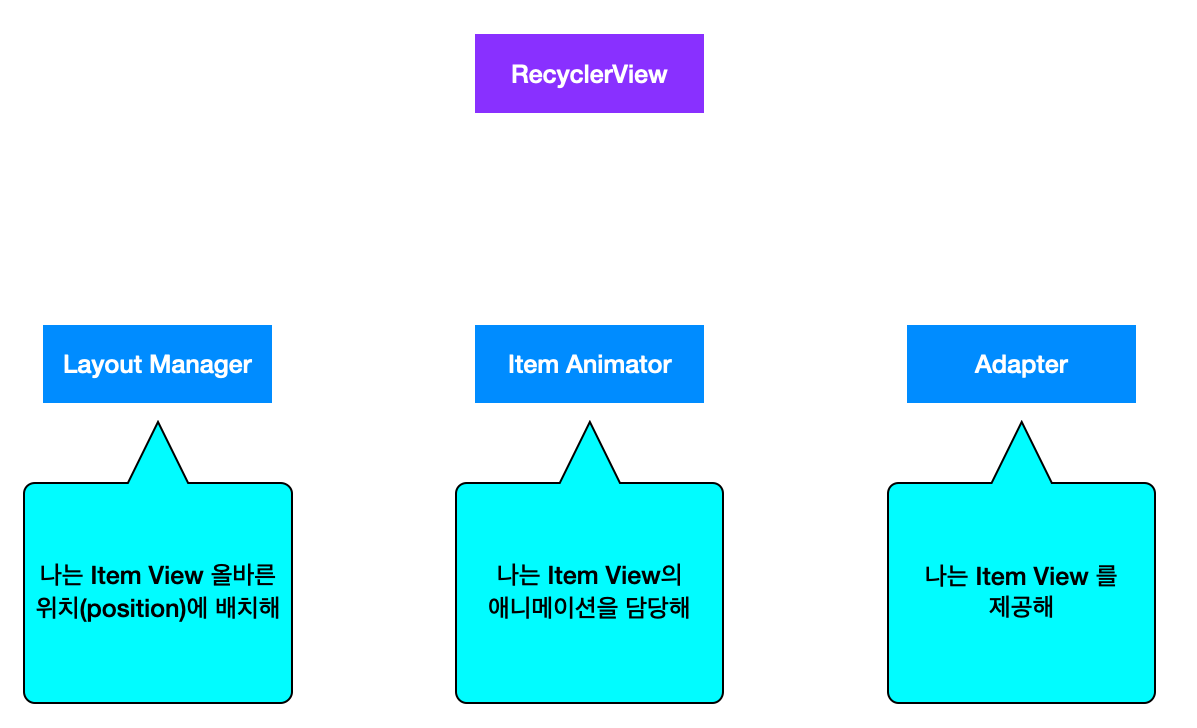 RecyclerView
Layout Manager
Item Animator
Adapter
나는 Item View 올바른
위치(position)에 배치해
나는 Item View의
애니메이션을 담당해
나는 Item View 를
제공해